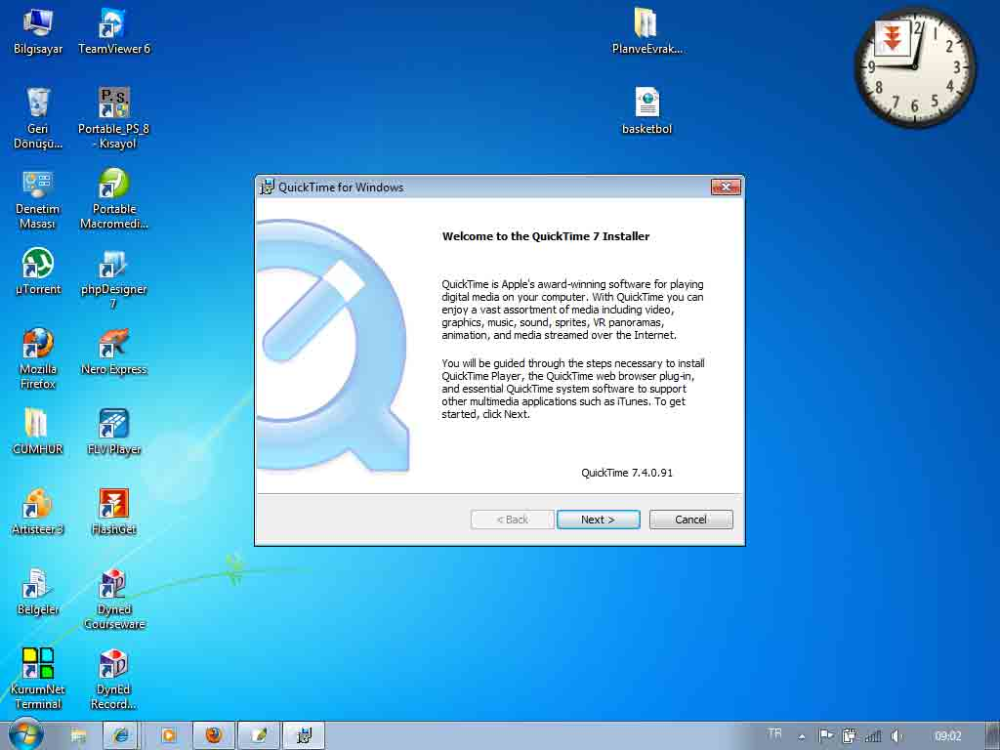 Bilgisayar
TeamViewer 6
Geri
Dönüşü...
Portable_PS_8
- Kısayol
Denetim
Masası
Portable
Macromedi...
µTorrent
phpDesigner
7
Mozilla
Firefox
Nero Express
CUMHUR
FLV Player
Artisteer 3
FlashGet
Belgeler
Dyned
Courseware
KurumNet
Terminal
DynEd
Record...
PlanveEvrak...
basketbol
12
1
2
3
4
5
6
7
8
9
P.S.
QuickTime for Windows
Welcome to the QuickTime 7 Installer
QuickTime is Apple's award-winning software for playing
digital media on your computer. With QuickTime you can
enjoy a vast assortment of media including video,
graphics, music, sound, sprites, VR panoramas,
animation, and media streamed over the Internet.
You will be guided through the steps necessary to install
QuickTime Player, the QuickTime web browser plug-in,
and essential QuickTime system software to support
other multimedia applications such as iTunes. To get
started, click Next.
QuickTime 7.4.0.91
< Back
Next >
Cancel
TR
09:02